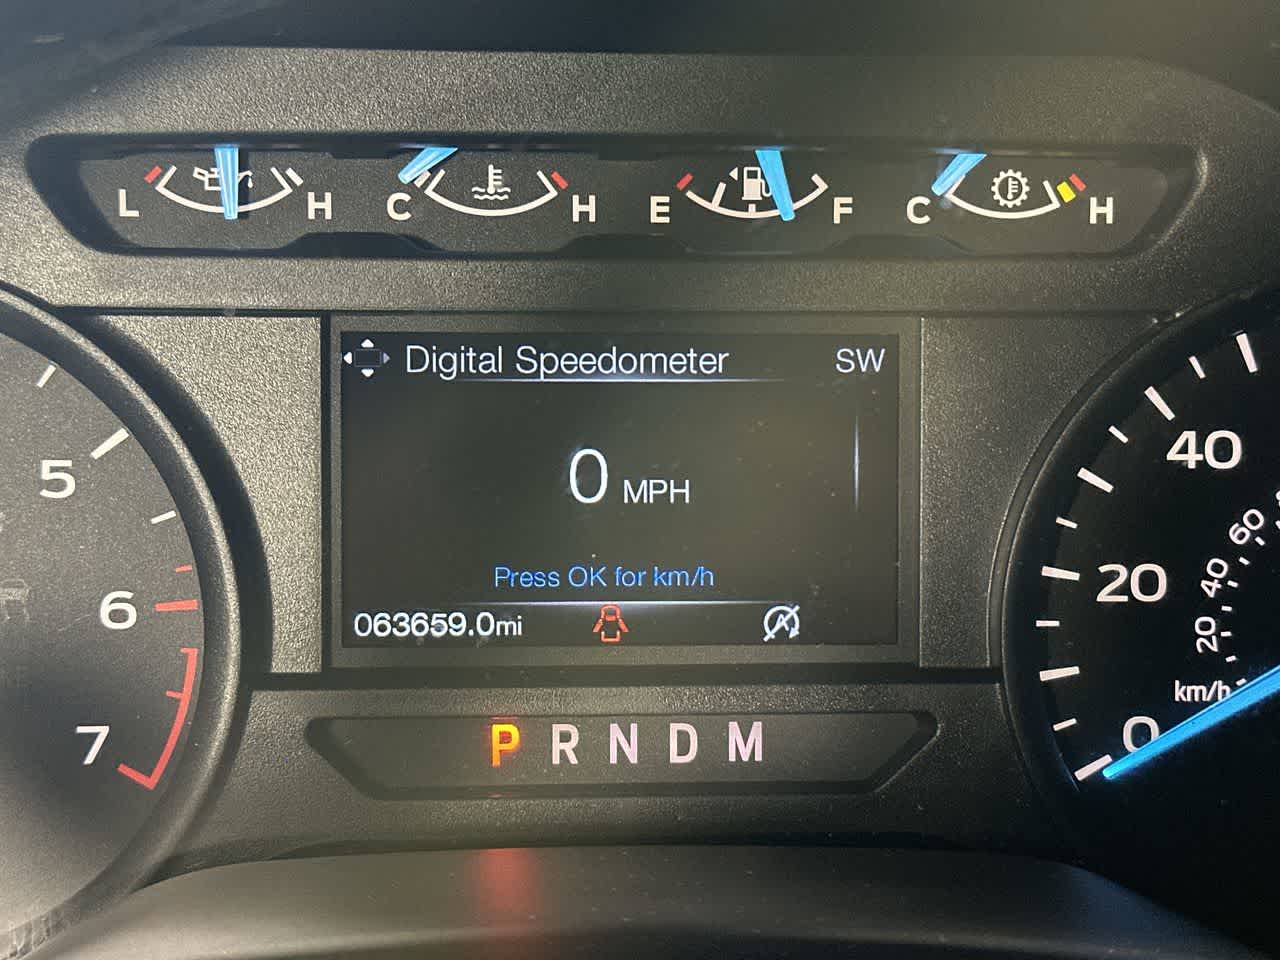 L H C H E F C H
Digital Speedometer SW
0 MPH
Press OK for km/h
063659.0mi
P R N D M
5
6
7
40
20
0
60
40
20
km/h